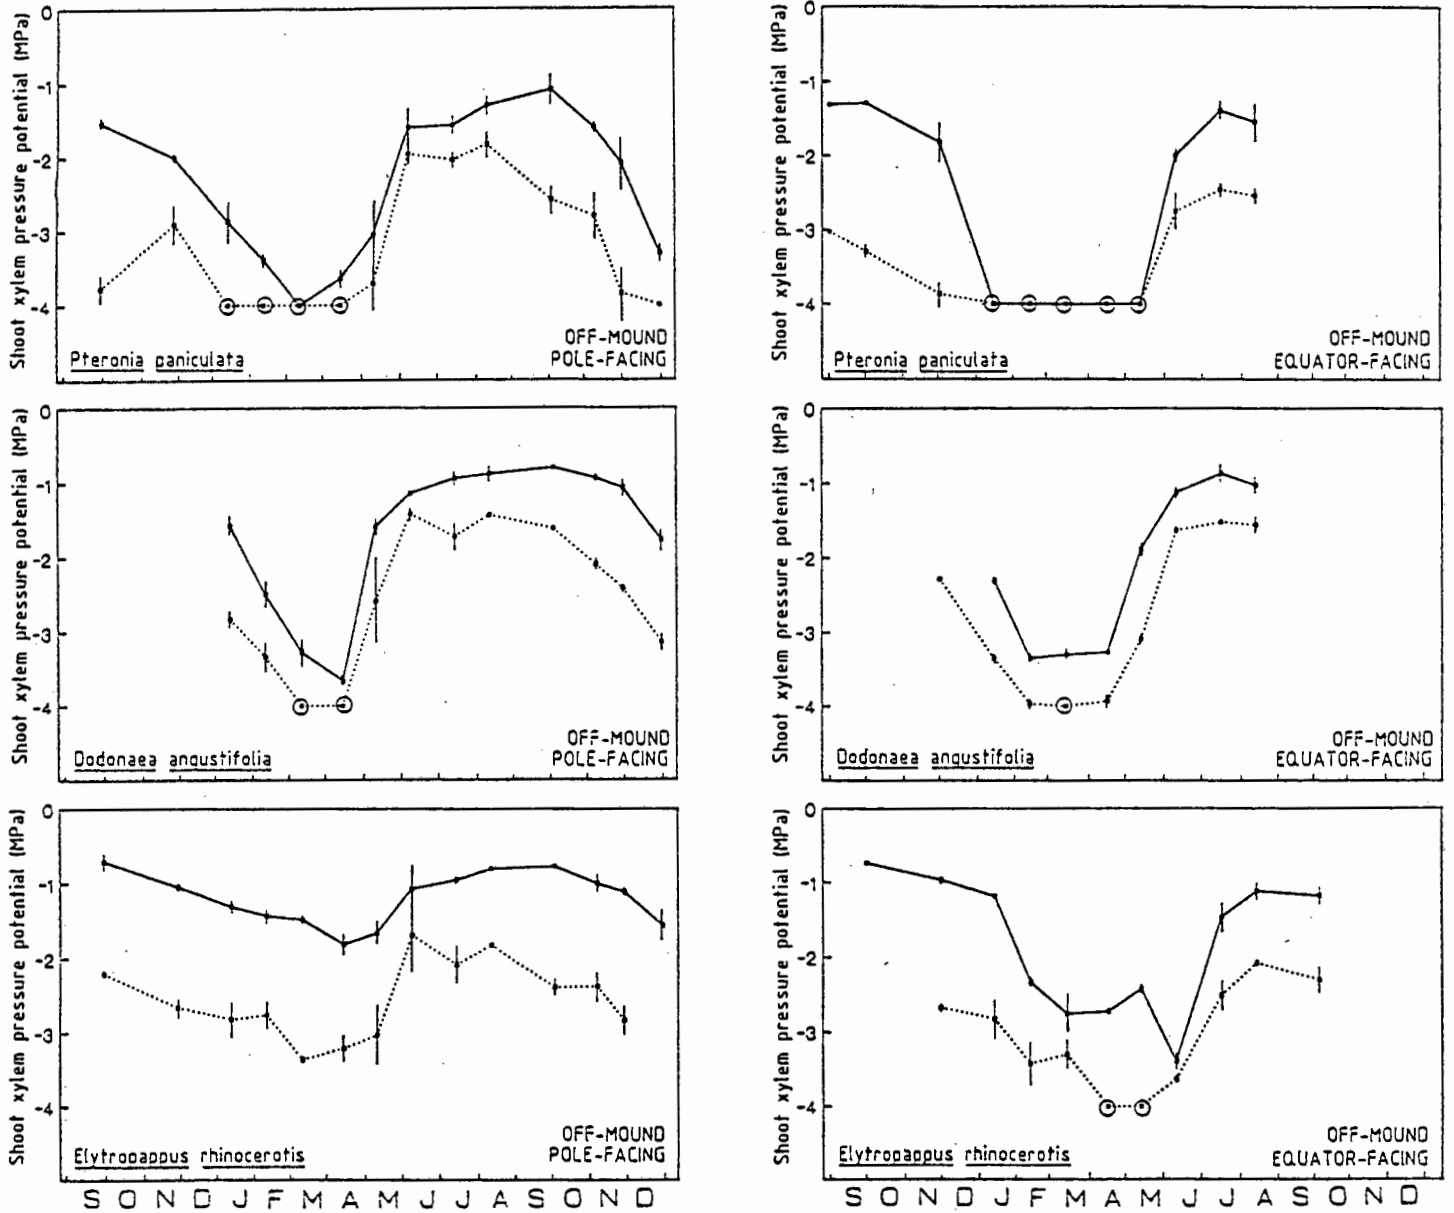 Shoot xylem pressure potential (MPa)
0
-1
-2
-3
-4
Pteronia paniculata
OFF-MOUND
POLE-FACING
Shoot xylem pressure potential (MPa)
0
-1
-2
-3
-4
Pteronia paniculata
OFF-MOUND
EQUATOR-FACING
Shoot xylem pressure potential (MPa)
0
-1
-2
-3
-4
Dodonaea angustifolia
OFF-MOUND
POLE-FACING
Shoot xylem pressure potential (MPa)
0
-1
-2
-3
-4
Dodonaea angustifolia
OFF-MOUND
EQUATOR-FACING
Shoot xylem pressure potential (MPa)
0
-1
-2
-3
-4
Elytropappus rhinocerotis
OFF-MOUND
POLE-FACING
S O N D J F M A M J J A S O N D
Shoot xylem pressure potential (MPa)
0
-1
-2
-3
-4
Elytropappus rhinocerotis
OFF-MOUND
EQUATOR-FACING
S O N D J F M A M J J A S O N D